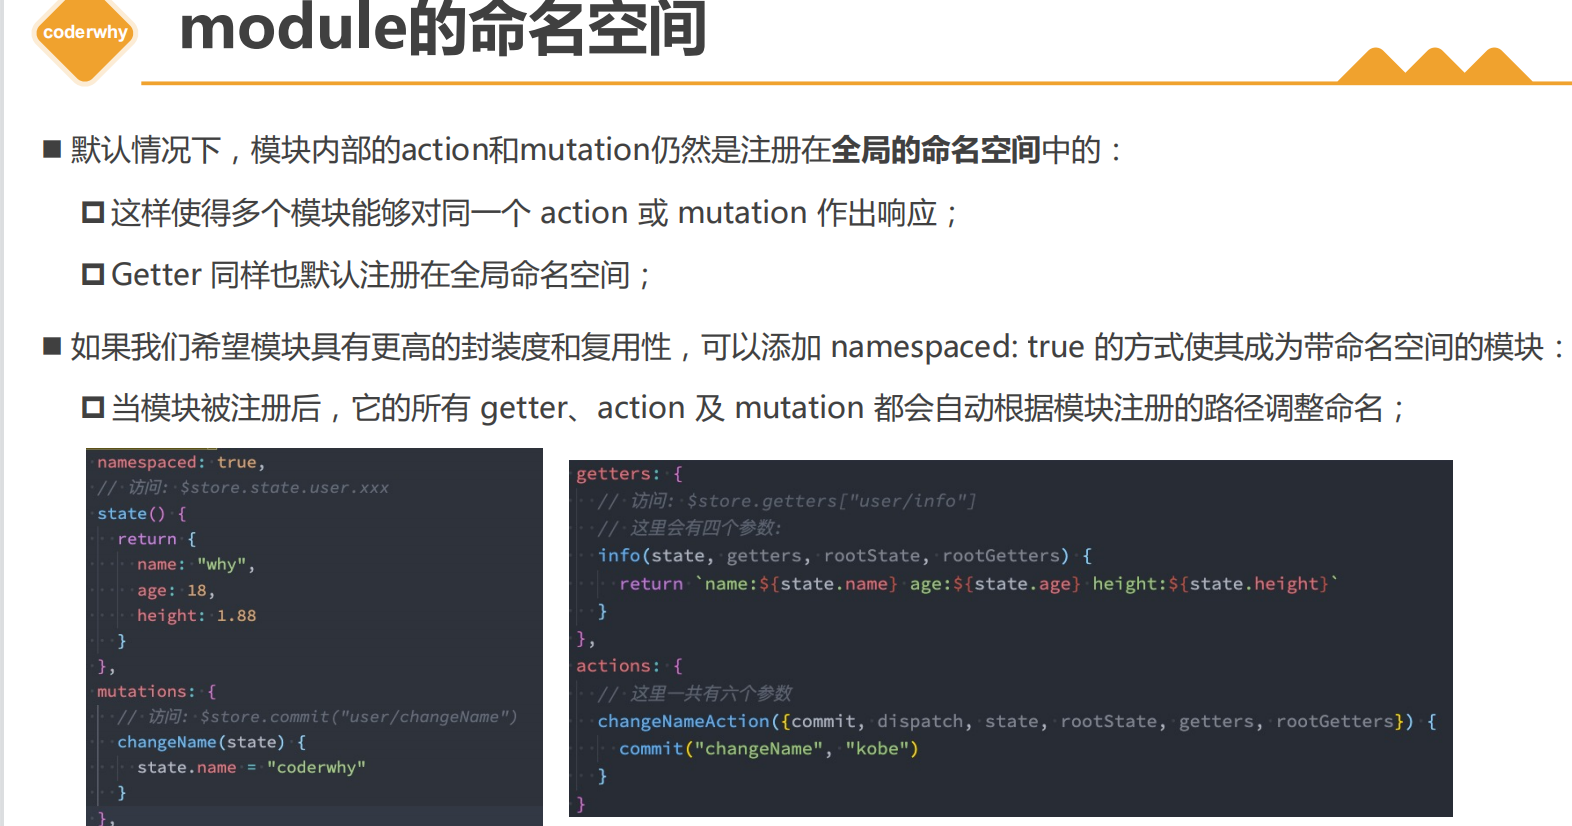 coderwhy
module的命名空间
默认情况下，模块内部的action和mutation仍然是注册在全局的命名空间中的：
这样使得多个模块能够对同一个 action 或 mutation 作出响应；
Getter 同样也默认注册在全局命名空间；
如果我们希望模块具有更高的封装度和复用性，可以添加 namespaced: true 的方式使其成为带命名空间的模块：
当模块被注册后，它的所有 getter、action 及 mutation 都会自动根据模块注册的路径调整命名；
namespaced: true,
// 访问: $store.state.user.xxx
state() {
return {
name: "why",
age: 18,
height: 1.88
}
},
mutations: {
// 访问: $store.commit("user/changeName")
changeName(state) {
state.name = "coderwhy"
}
},
getters: {
// 访问: $store.getters["user/info"]
// 这里会有四个参数:
info(state, getters, rootState, rootGetters) {
return `name:${state.name} age:${state.age} height:${state.height}`
}
},
actions: {
// 这里一共有六个参数
changeNameAction({commit, dispatch, state, rootState, getters, rootGetters}) {
commit("changeName", "kobe")
}
}